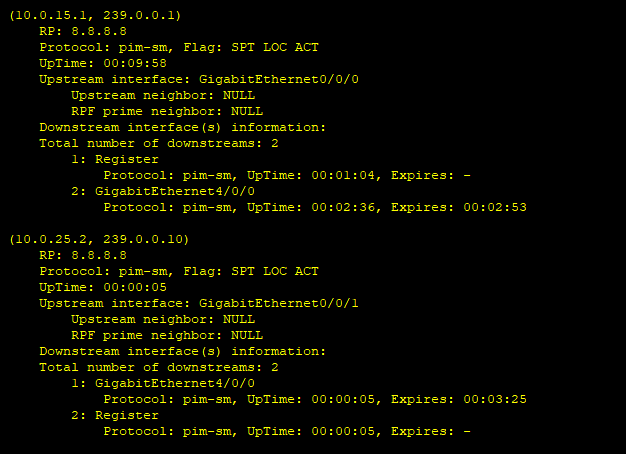 (10.0.15.1, 239.0.0.1)
RP: 8.8.8.8
Protocol: pim-sm, Flag: SPT LOC ACT
UpTime: 00:09:58
Upstream interface: GigabitEthernet0/0/0
Upstream neighbor: NULL
RPF prime neighbor: NULL
Downstream interface(s) information:
Total number of downstreams: 2
1: Register
Protocol: pim-sm, UpTime: 00:01:04, Expires: -
2: GigabitEthernet4/0/0
Protocol: pim-sm, UpTime: 00:02:36, Expires: 00:02:53
(10.0.25.2, 239.0.0.10)
RP: 8.8.8.8
Protocol: pim-sm, Flag: SPT LOC ACT
UpTime: 00:00:05
Upstream interface: GigabitEthernet0/0/1
Upstream neighbor: NULL
RPF prime neighbor: NULL
Downstream interface(s) information:
Total number of downstreams: 2
1: GigabitEthernet4/0/0
Protocol: pim-sm, UpTime: 00:00:05, Expires: 00:03:25
2: Register
Protocol: pim-sm, UpTime: 00:00:05, Expires: -